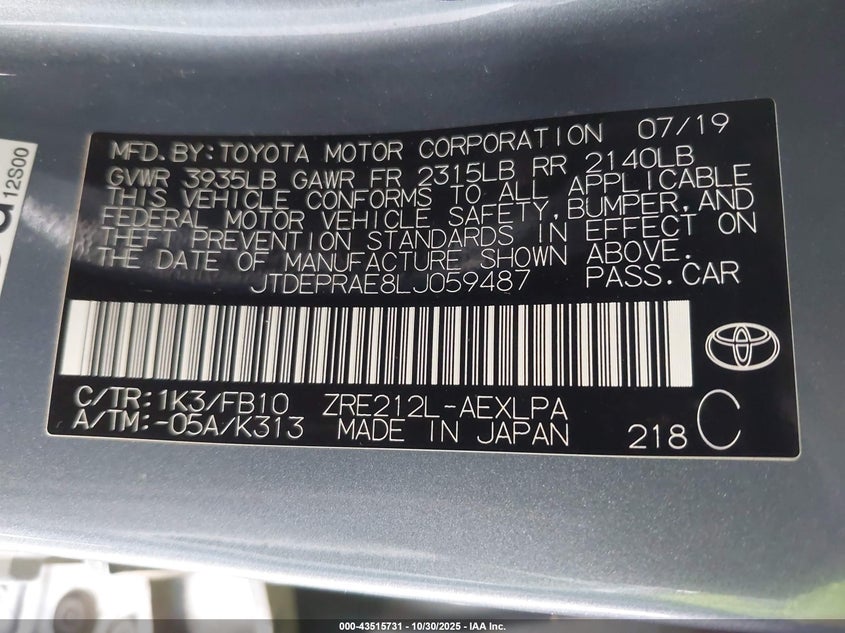 MFD.BY:TOYOTA MOTOR CORPORATION 07/19
GVWR 3935LB GAWR FR 2315LB RR 2140LB
THIS VEHICLE CONFORMS TO ALL APPLICABLE
FEDERAL MOTOR VEHICLE SAFETY,BUMPER,AND
THEFT PREVENTION STANDARDS IN EFFECT ON
THE DATE OF MANUFACTURE SHOWN ABOVE.
JTDEPRAE8LJ059487 PASS.CAR
C/TR:1K3/FB10 ZRE212L-AEXLPA
A/TM:-05A/K313 MADE IN JAPAN 218 C
12S00
000-43515731 - 10/30/2025 - IAA Inc.